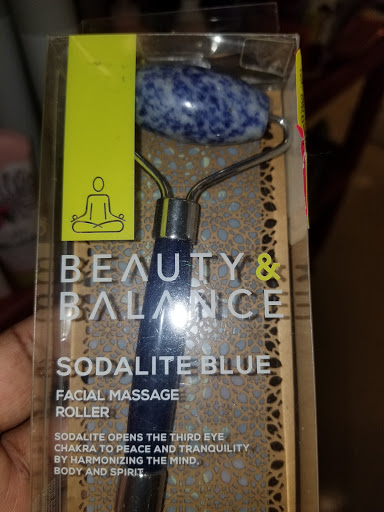 BEAUTY &
BALANCE
SODALITE BLUE
FACIAL MASSAGE
ROLLER
SODALITE OPENS THE THIRD EYE
CHAKRA TO PEACE AND TRANQUILITY
BY HARMONIZING THE MIND,
BODY AND SPIRIT.